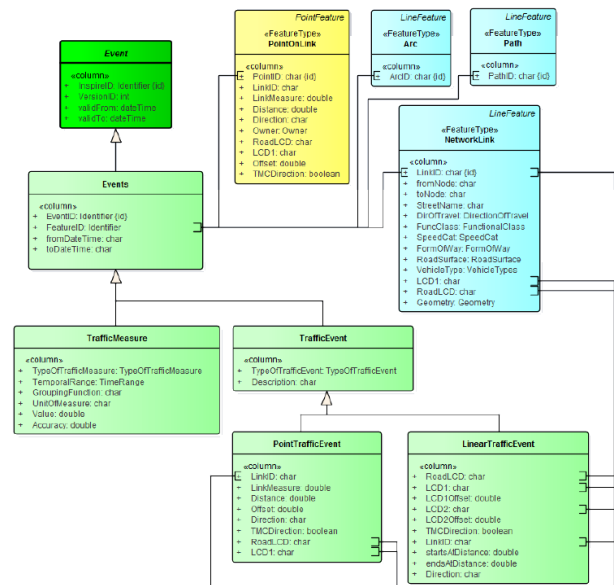 Event
«column»
+ InspireID: Identifier {id}
+ VersionID: int
+ validFrom: dateTime
+ validTo: dateTime
PointFeature
«FeatureType»
PointOnLink
«column»
+ PointID: char {id}
+ LinkID: char
+ LinkMeasure: double
+ Distance: double
+ Direction: char
+ Owner: Owner
+ RoadLCD: char
+ LCD1: char
+ Offset: double
+ TMCDirection: boolean
LineFeature
«FeatureType»
Arc
«column»
+ ArcID: char {id}
LineFeature
«FeatureType»
Path
«column»
+ PathID: char {id}
LineFeature
«FeatureType»
NetworkLink
«column»
+ LinkID: char {id}
+ fromNode: char
+ toNode: char
+ StreetName: char
+ DirOfTravel: DirectionOfTravel
+ FuncClass: FunctionalClass
+ SpeedCat: SpeedCat
+ FormOfWay: FormOfWay
+ RoadSurface: RoadSurface
+ VehicleType: VehicleTypes
+ LCD1: char
+ RoadLCD: char
+ Geometry: Geometry
Events
«column»
+ EventID: Identifier {id}
+ FeatureID: Identifier
+ fromDateTime: char
+ toDateTime: char
TrafficMeasure
«column»
+ TypeOfTrafficMeasure: TypeOfTrafficMeasure
+ TemporalRange: TimeRange
+ GroupingFunction: char
+ UnitOfMeasure: char
+ Value: double
+ Accuracy: double
TrafficEvent
«column»
+ TypeOfTrafficEvent: TypeOfTrafficEvent
+ Description: char
PointTrafficEvent
«column»
+ LinkID: char
+ LinkMeasure: double
+ Distance: double
+ Offset: double
+ Direction: char
+ TMCDirection: boolean
+ RoadLCD: char
+ LCD1: char
LinearTrafficEvent
«column»
+ RoadLCD: char
+ LCD1: char
+ LCD1Offset: double
+ LCD2: char
+ LCD2Offset: double
+ TMCDirection: boolean
+ LinkID: char
+ startsAtDistance: double
+ endsAtDistance: double
+ Direction: char